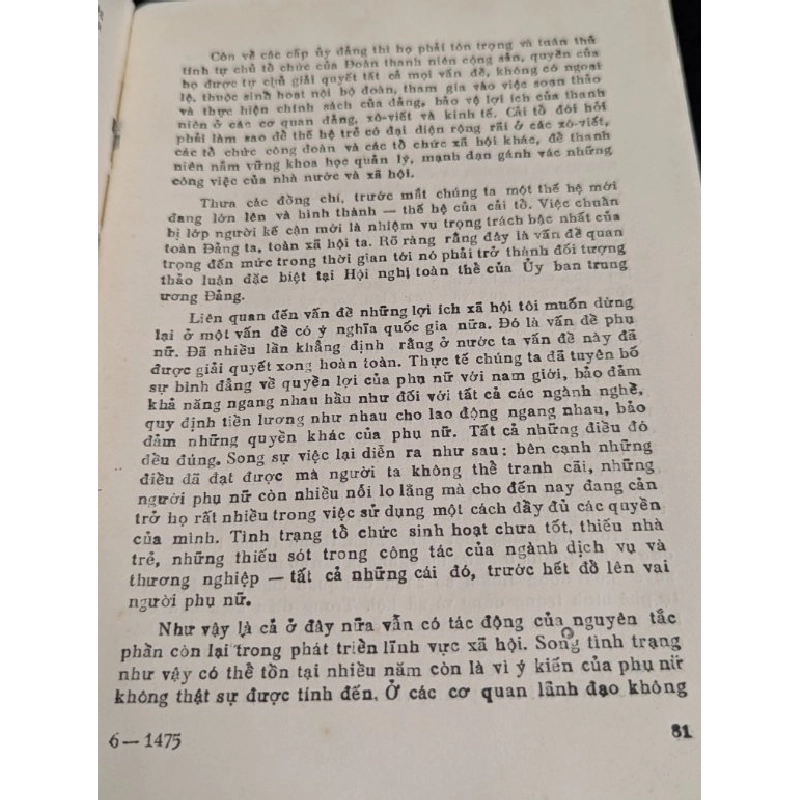 Còn về các cấp ủy đảng thì họ phải tôn trọng và tuân thủ
tính tự chủ tổ chức của Đoàn thanh niên cộng sản, quyền của
họ được tự chủ giải quyết tất cả mọi vấn đề, không có ngoại
lệ, thuộc sinh hoạt nội bộ đoàn, tham gia vào việc soạn thảo
và thực hiện chính sách của đảng, bảo vệ lợi ích của thanh
niên ở các cơ quan đảng, xô-viết và kinh tế. Cải tổ đòi hỏi
phải làm sao để thế hệ trẻ có đại diện rộng rãi ở các xô-viết,
các tổ chức công đoàn và các tổ chức xã hội khác, để thanh
niên nắm vững khoa học quản lý, mạnh dạn gánh vác những
công việc của nhà nước và xã hội.
Thưa các đồng chí, trước mắt chúng ta một thế hệ mới
đang lớn lên và hình thành — thế hệ của cải tổ. Việc chuẩn
bị lớp người kế cận mới là nhiệm vụ trọng trách bậc nhất của
toàn Đảng ta, toàn xã hội ta. Rõ ràng rằng đây là vấn đề quan
trọng đến mức trong thời gian tới nó phải trở thành đối tượng
thảo luận đặc biệt tại Hội nghị toàn thể của Ủy ban trung
ương Đảng.
Liên quan đến vấn đề những lợi ích xã hội tôi muốn dừng
lại ở một vấn đề có ý nghĩa quốc gia nữa. Đó là vấn đề phụ
nữ. Đã nhiều lần khẳng định rằng ở nước ta vấn đề này đã
được giải quyết xong hoàn toàn. Thực tế chúng ta đã tuyên bố
sự bình đẳng về quyền lợi của phụ nữ với nam giới, bảo đảm
khả năng ngang nhau hầu như đối với tất cả các ngành nghề,
quy định tiền lương như nhau cho lao động ngang nhau, bảo
đảm những quyền khác của phụ nữ. Tất cả những điều đó
đều đúng. Song sự việc lại diễn ra như sau: bên cạnh những
điều đã đạt được mà người ta không thể tranh cãi, những
người phụ nữ còn nhiều nỗi lo lắng mà cho đến nay đang cản
trở họ rất nhiều trong việc sử dụng một cách đầy đủ các quyền
của mình. Tình trạng tổ chức sinh hoạt chưa tốt, thiếu nhà
trẻ, những thiếu sót trong công tác của ngành dịch vụ và
thương nghiệp — tất cả những cái đó, trước hết đổ lên vai
người phụ nữ.
Như vậy là cả ở đây nữa vẫn có tác động của nguyên tắc
phần còn lại trong phát triển lĩnh vực xã hội. Song tình trạng
như vậy có thể tồn tại nhiều năm còn là vì ý kiến của phụ nữ
không thật sự được tính đến. Ở các cơ quan lãnh đạo không
6 — 1475
81